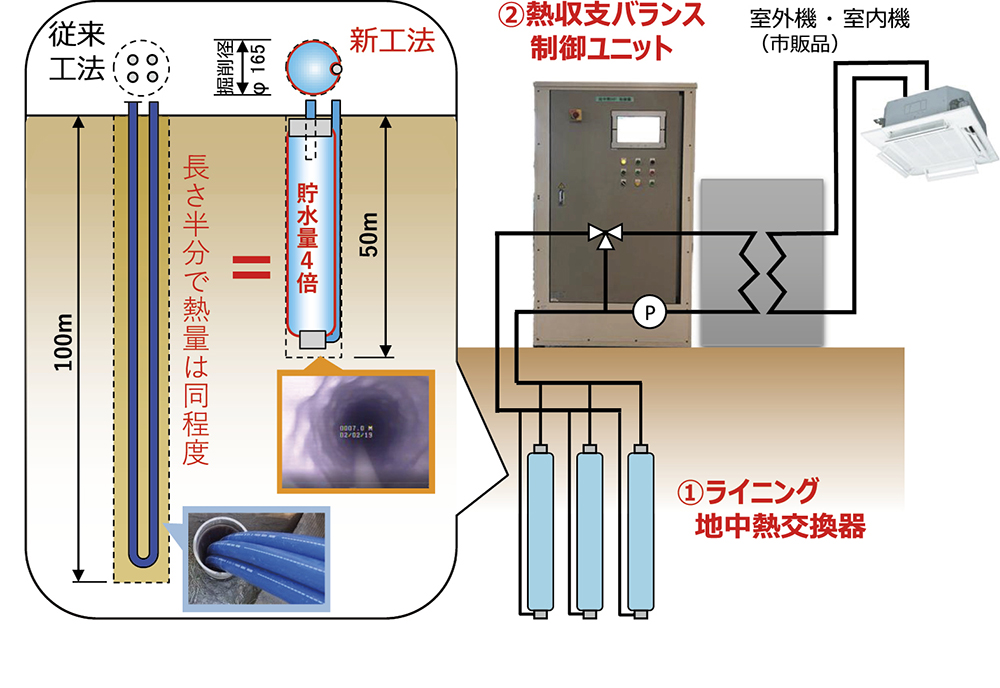 従来
工法
掘削径
φ 165
新工法
長さ半分で熱量は同程度
貯水量4倍
100m
50m
0007.0 M
02/02/19
②熱収支バランス
制御ユニット
室外機・室内機
（市販品）
P
①ライニング
地中熱交換器